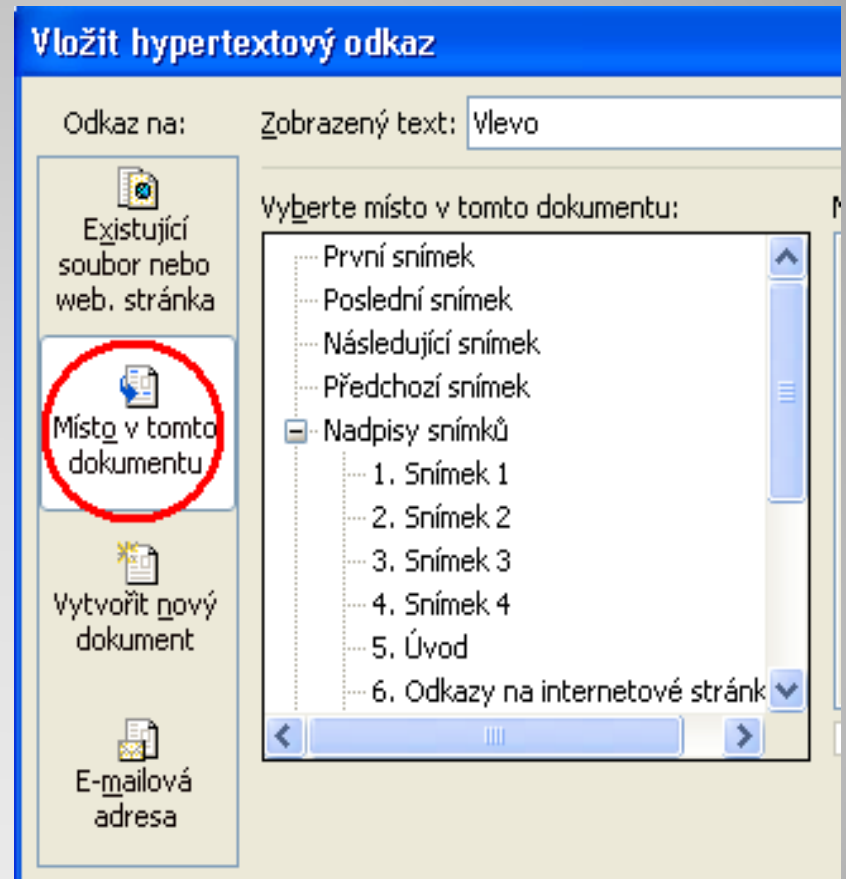 Vložit hypertextový odkaz
Odkaz na:
Zobrazený text: Vlevo
Existující
soubor nebo
web. stránka
Místo v tomto
dokumentu
Vytvořit nový
dokument
E-mailová
adresa
Vyberte místo v tomto dokumentu:
První snímek
Poslední snímek
Následující snímek
Předchozí snímek
Nadpisy snímků
1. Snímek 1
2. Snímek 2
3. Snímek 3
4. Snímek 4
5. Úvod
6. Odkazy na internetové stránk